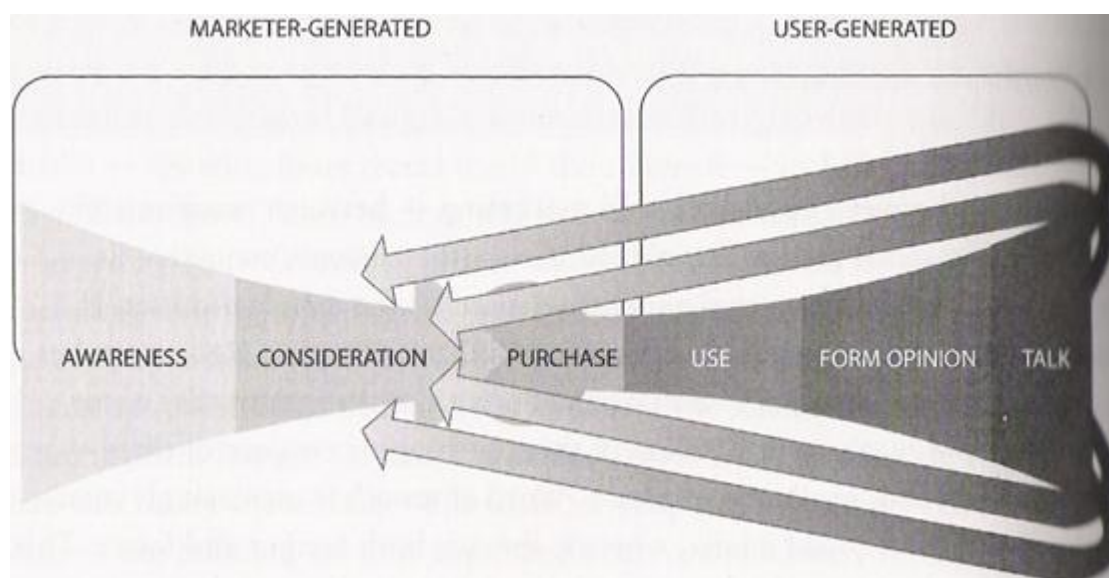 MARKETER-GENERATED
USER-GENERATED
AWARENESS
CONSIDERATION
PURCHASE
USE
FORM OPINION
TALK